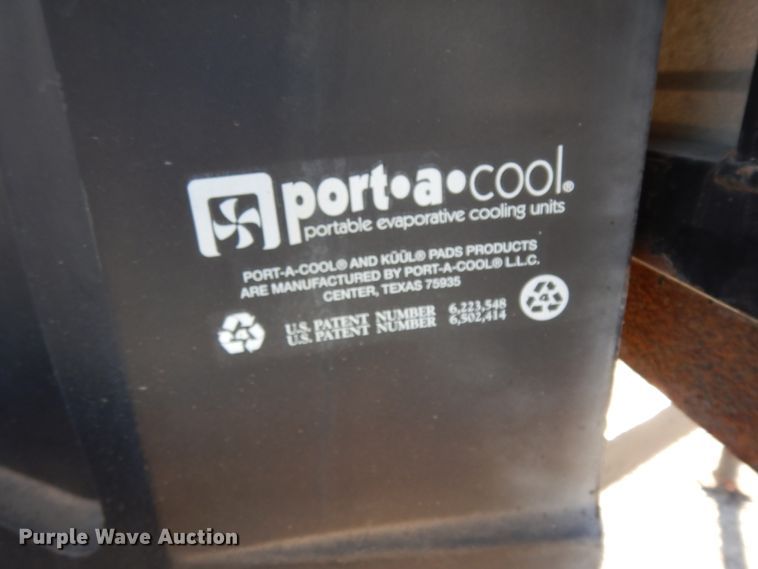 port•a•cool®
portable evaporative cooling units
PORT-A-COOL® AND KÜÜL® PADS PRODUCTS
ARE MANUFACTURED BY PORT-A-COOL® L.L.C.
CENTER, TEXAS 75935
4 U.S. PATENT NUMBER 6,223,548 4
U.S. PATENT NUMBER 6,502,414
Purple Wave Auction®